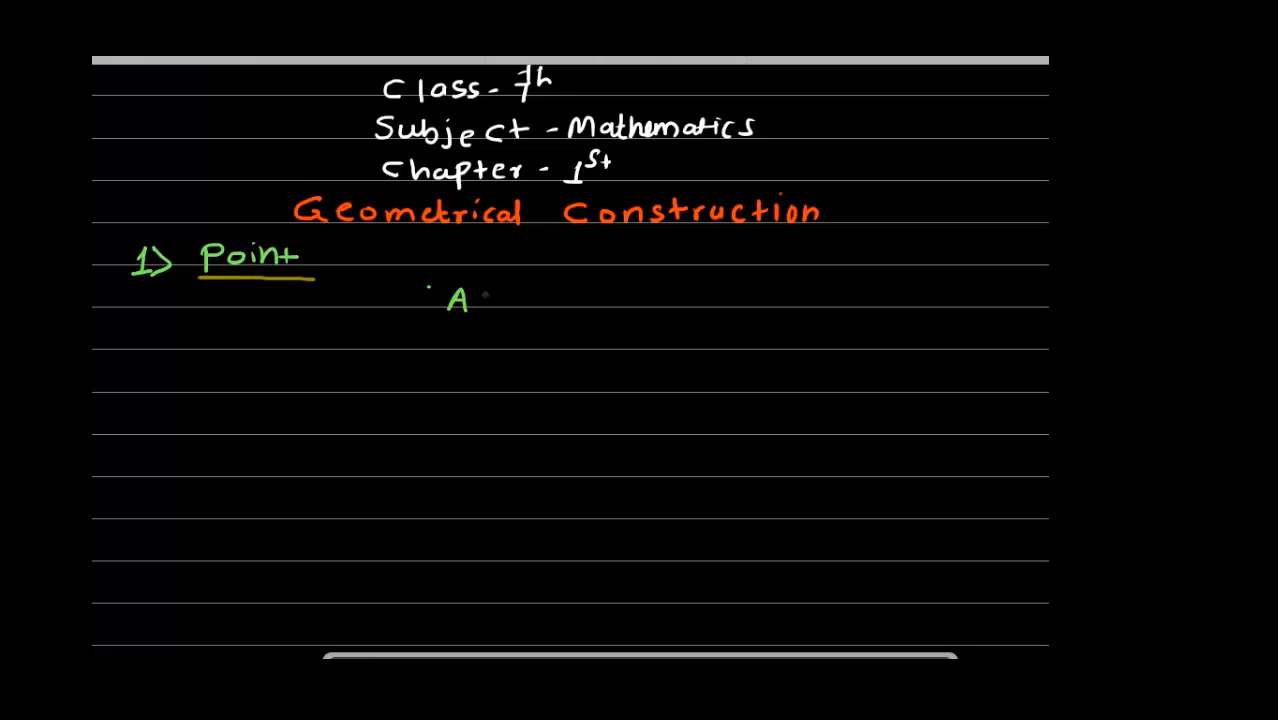 Class - 7th
Subject - Mathematics
Chapter - 1st
Geometrical Construction
1> Point
. A